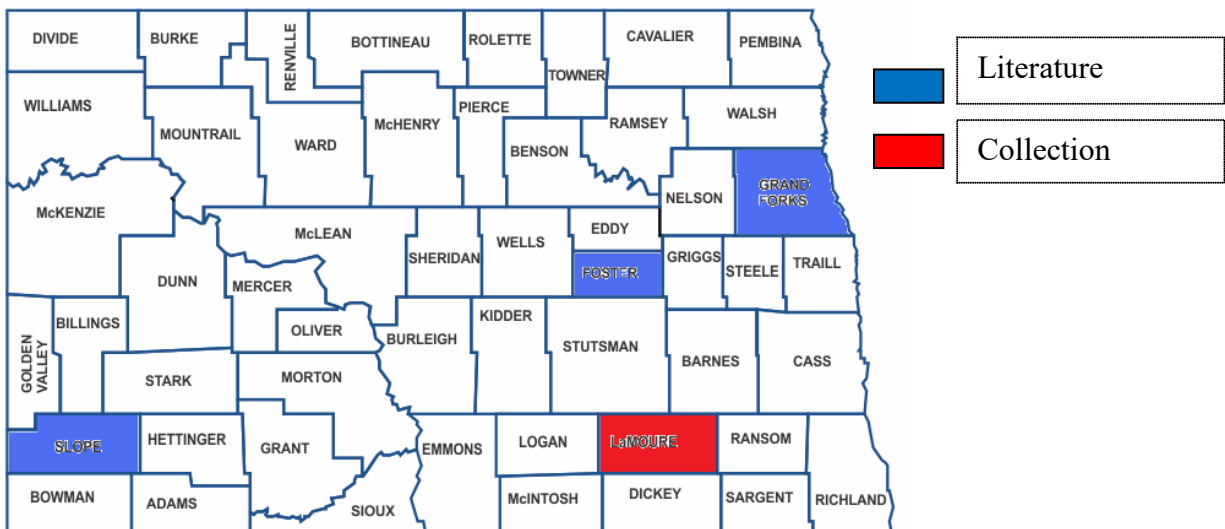 DIVIDE
BURKE
RENVILLE
BOTTINEAU
ROLETTE
TOWNER
CAVALIER
PEMBINA
WILLIAMS
MOUNTRAIL
WARD
McHENRY
PIERCE
BENSON
RAMSEY
WALSH
McKENZIE
McLEAN
SHERIDAN
WELLS
EDDY
NELSON
GRAND
FORKS
DUNN
MERCER
OLIVER
FOSTER
GRIGGS
STEELE
TRAILL
GOLDEN
VALLEY
BILLINGS
STARK
MORTON
BURLEIGH
KIDDER
STUTSMAN
BARNES
CASS
SLOPE
HETTINGER
GRANT
EMMONS
LOGAN
LaMOURE
RANSOM
BOWMAN
ADAMS
SIOUX
McINTOSH
DICKEY
SARGENT
RICHLAND
Literature
Collection